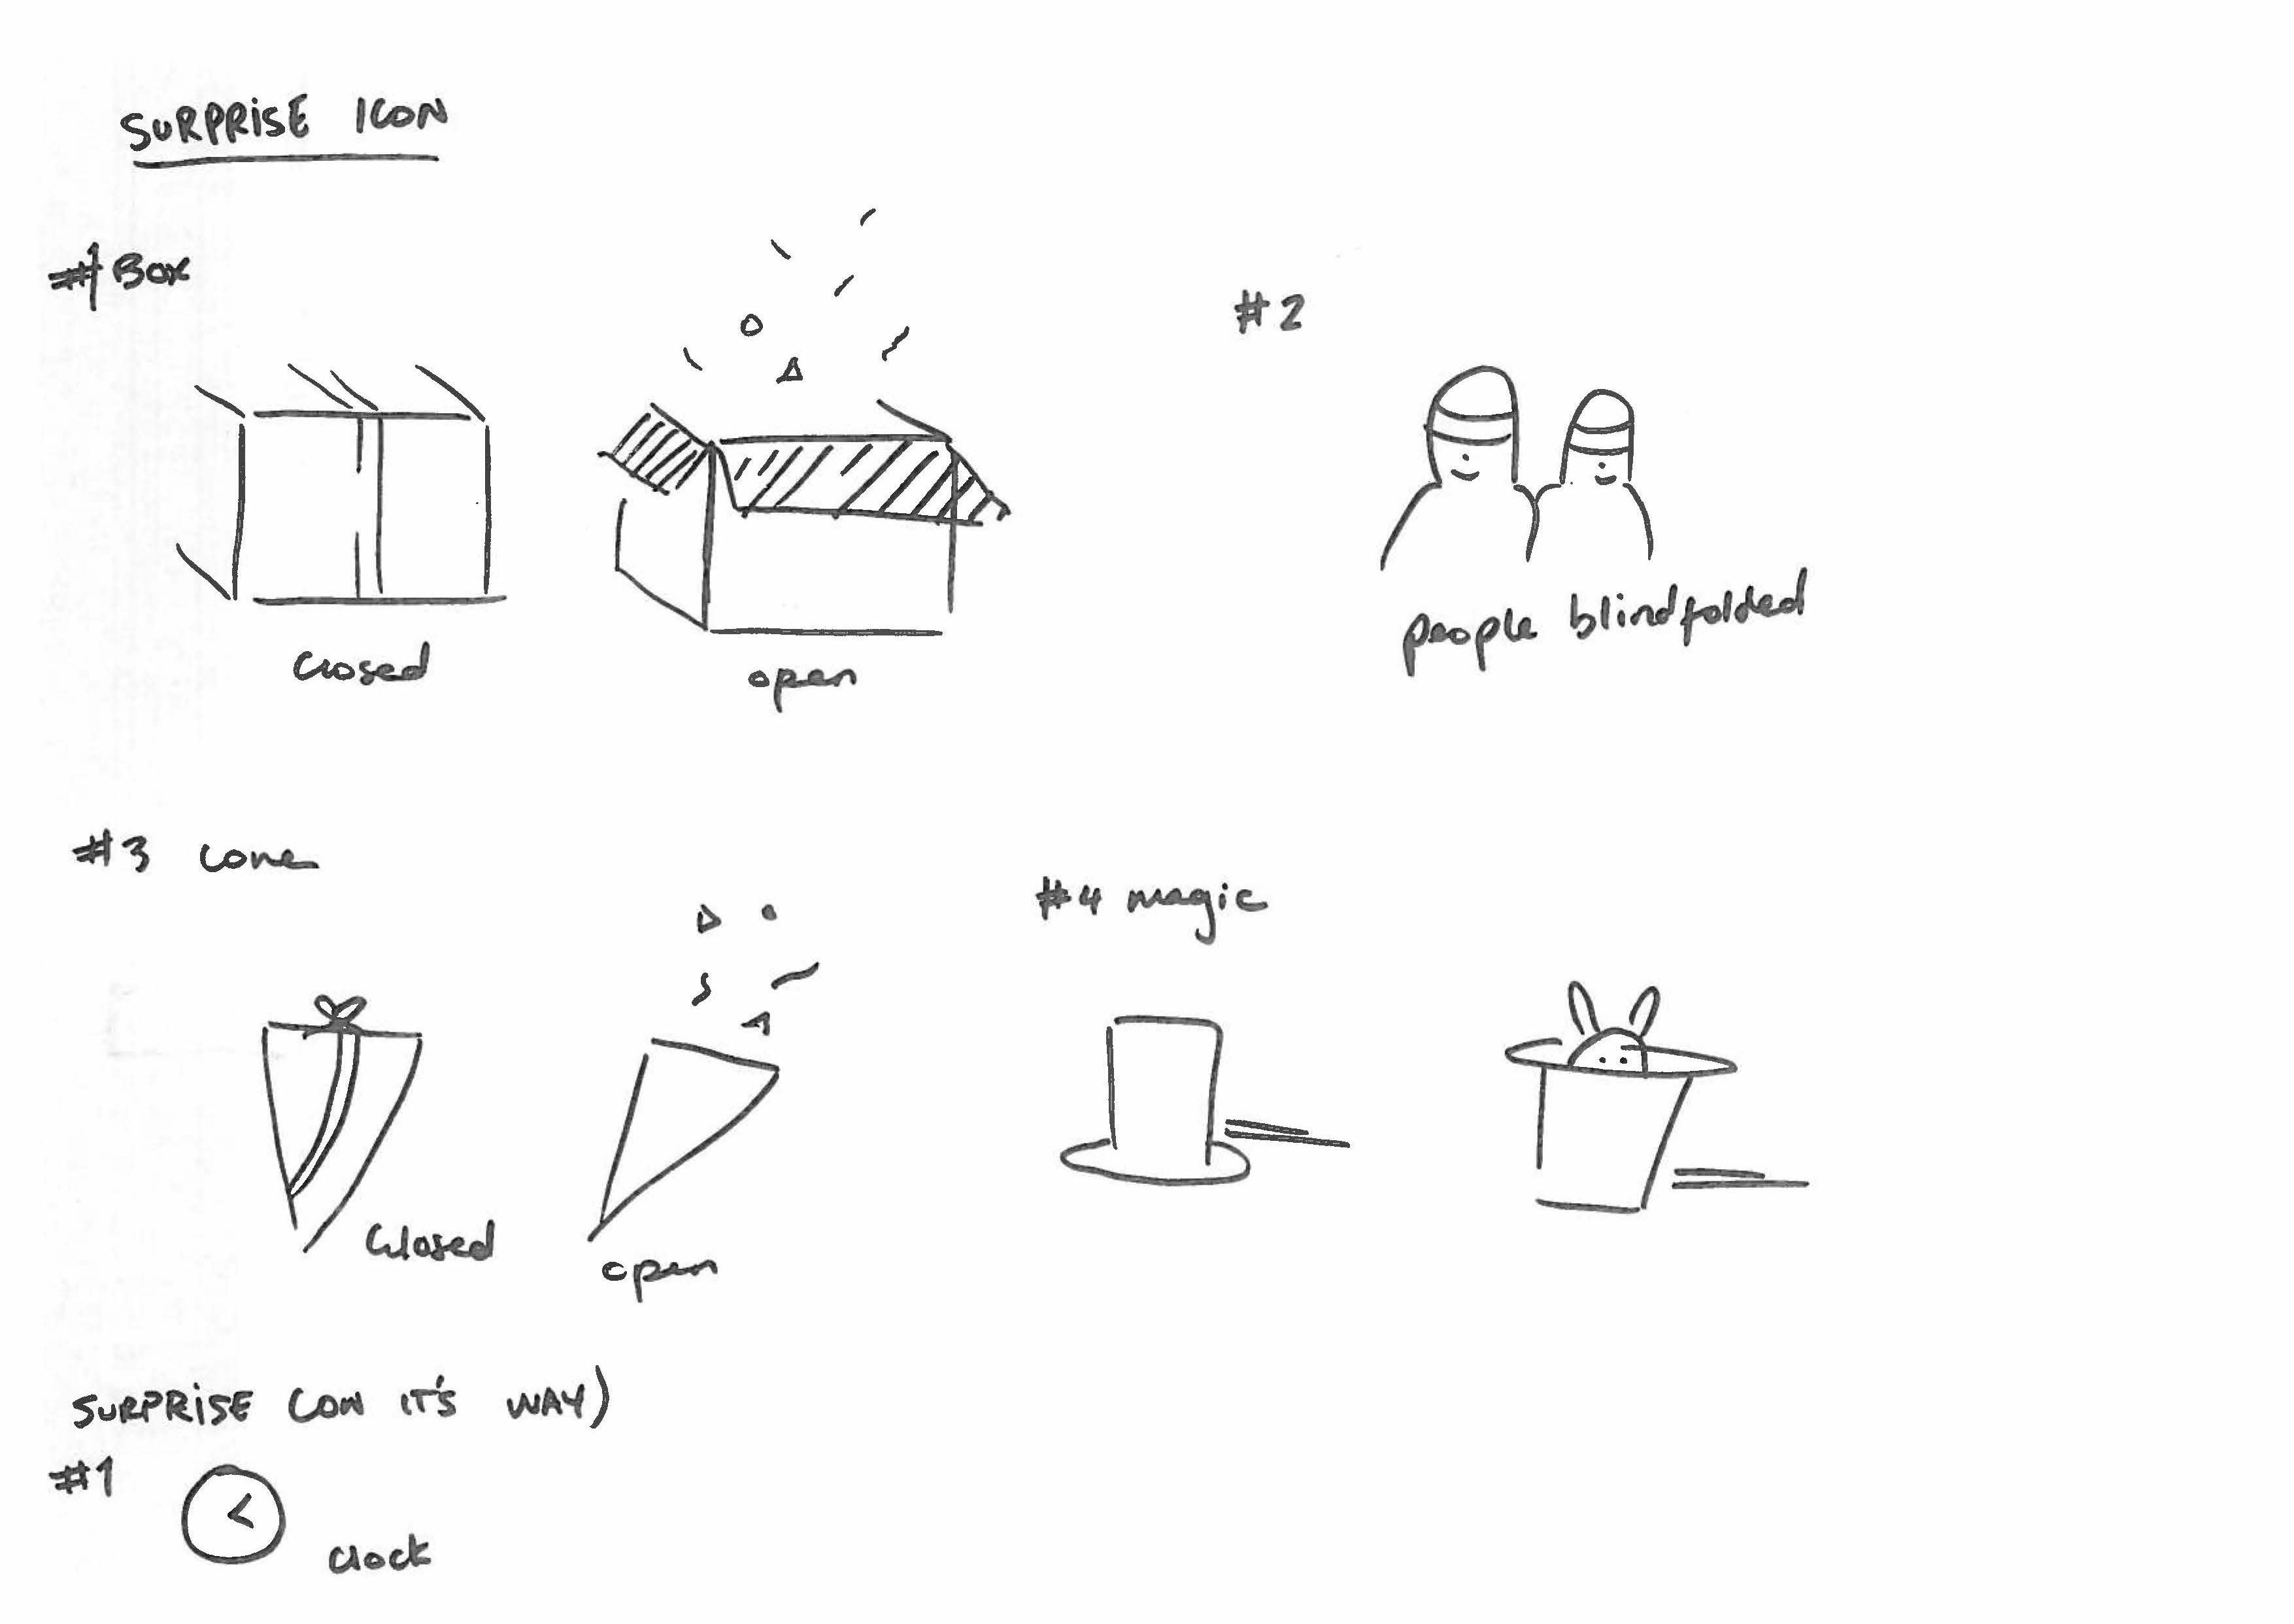 SURPRISE ICON
#1 Box
#2
closed
open
people blindfolded
#3 cone
#4 magic
closed
open
SURPRISE (ON IT'S WAY)
#1
clock